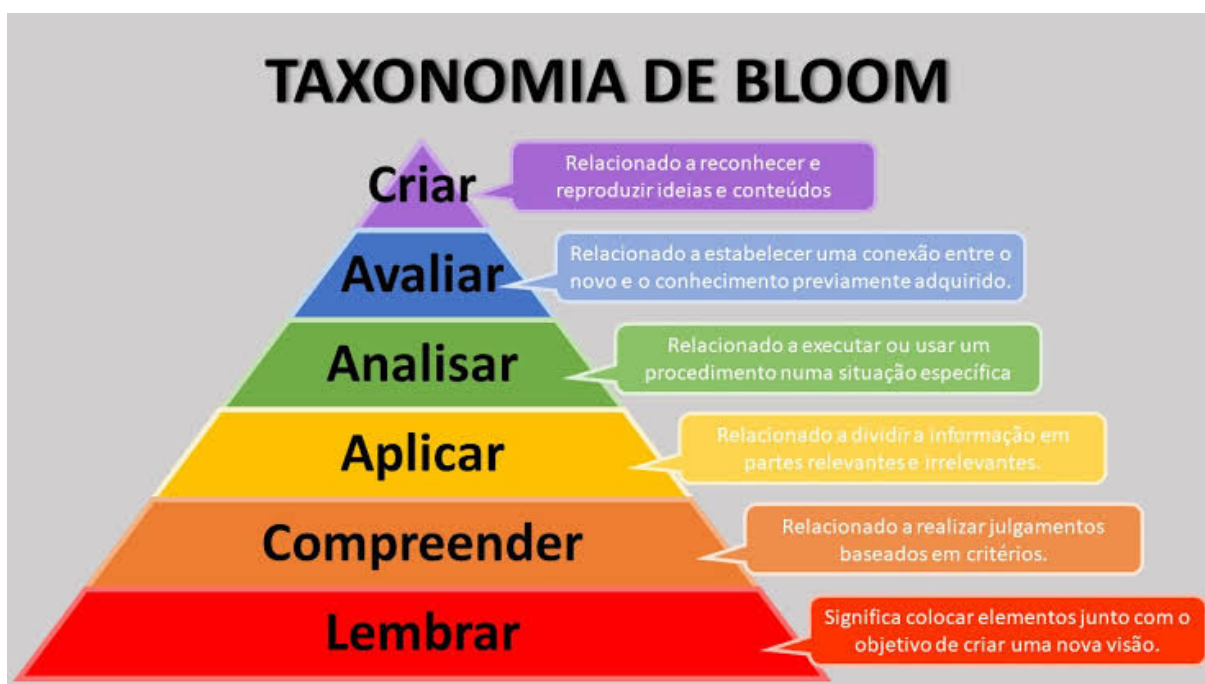 TAXONOMIA DE BLOOM
Criar
Relacionado a reconhecer e
reproduzir ideias e conteúdos
Avaliar
Relacionado a estabelecer uma conexão entre o
novo e o conhecimento previamente adquirido.
Analisar
Relacionado a executar ou usar um
procedimento numa situação específica
Aplicar
Relacionado a dividir a informação em
partes relevantes e irrelevantes.
Compreender
Relacionado a realizar julgamentos
baseados em critérios.
Lembrar
Significa colocar elementos junto com o
objetivo de criar uma nova visão.